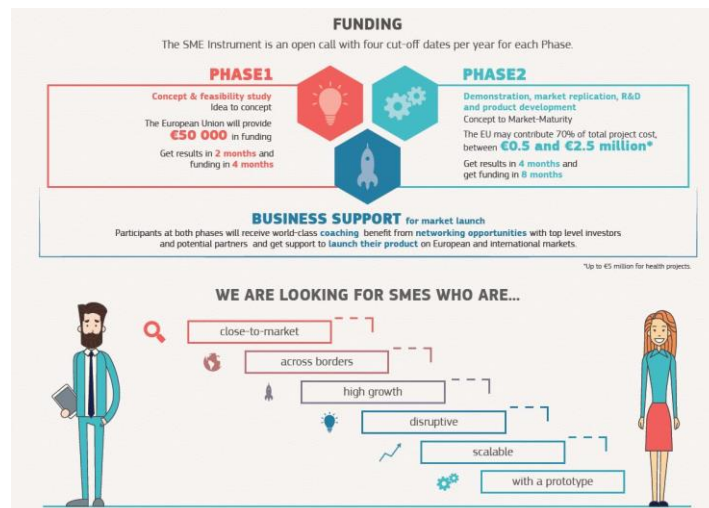 FUNDING
The SME Instrument is an open call with four cut-off dates per year for each Phase.
PHASE1
Concept & feasibility study
Idea to concept
The European Union will provide
€50 000 in funding
Get results in 2 months and
funding in 4 months
PHASE2
Demonstration, market replication, R&D
and product development
Concept to Market-Maturity
The EU may contribute 70% of total project cost,
between €0.5 and €2.5 million*
Get results in 4 months and
get funding in 8 months
BUSINESS SUPPORT for market launch
Participants at both phases will receive world-class coaching benefit from networking opportunities with top level investors
and potential partners and get support to launch their product on European and international markets.
*Up to €5 million for health projects.
WE ARE LOOKING FOR SMES WHO ARE...
close-to-market
across borders
high growth
disruptive
scalable
with a prototype